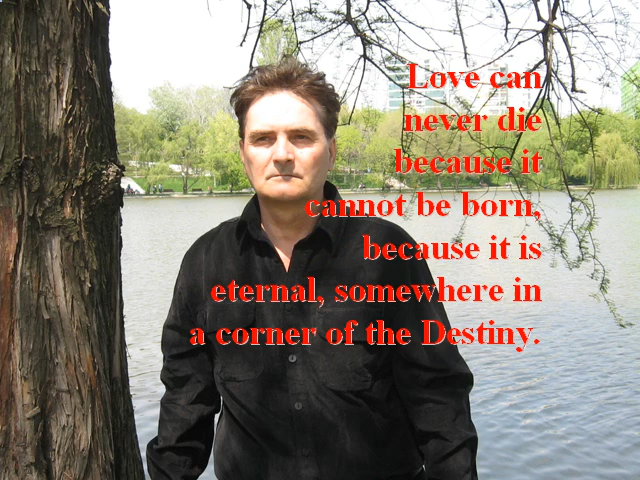 Love can
never die
because it
cannot be born,
because it is
eternal, somewhere in
a corner of the Destiny.